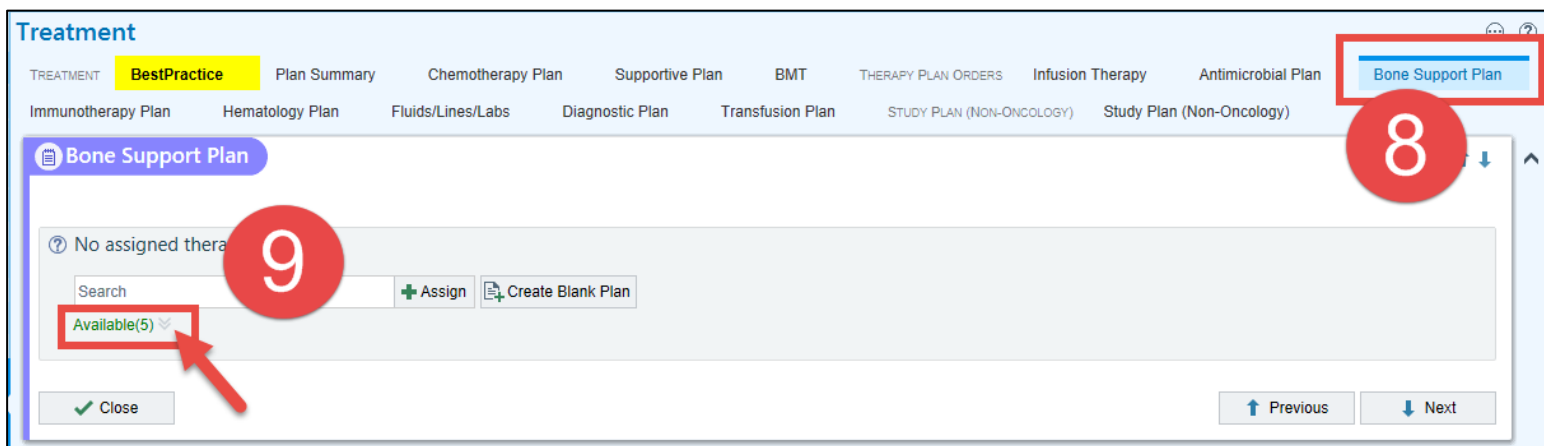 Treatment
TREATMENT BestPractice Plan Summary Chemotherapy Plan Supportive Plan BMT THERAPY PLAN ORDERS Infusion Therapy Antimicrobial Plan Bone Support Plan
Immunotherapy Plan Hematology Plan Fluids/Lines/Labs Diagnostic Plan Transfusion Plan STUDY PLAN (NON-ONCOLOGY) Study Plan (Non-Oncology)
8
Bone Support Plan
No assigned thera
9
Search Assign Create Blank Plan
Available(5)
Close Previous Next